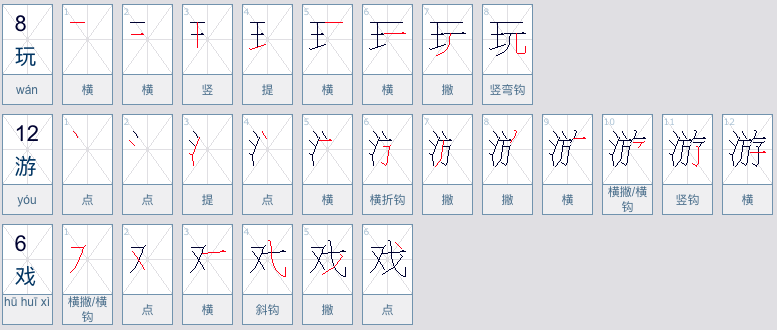 8 1 2 3 4 5 6 7 8
玩
wán 横 横 竖 提 横 横 撇 竖弯钩
12 1 2 3 4 5 6 7 8 9 10 11 12
游
yóu 点 点 提 点 横 横折钩 撇 撇 横 横撇/横钩 竖钩 横
6 1 2 3 4 5 6
戏
hū huī xì 横撇/横钩 点 横 斜钩 撇 点